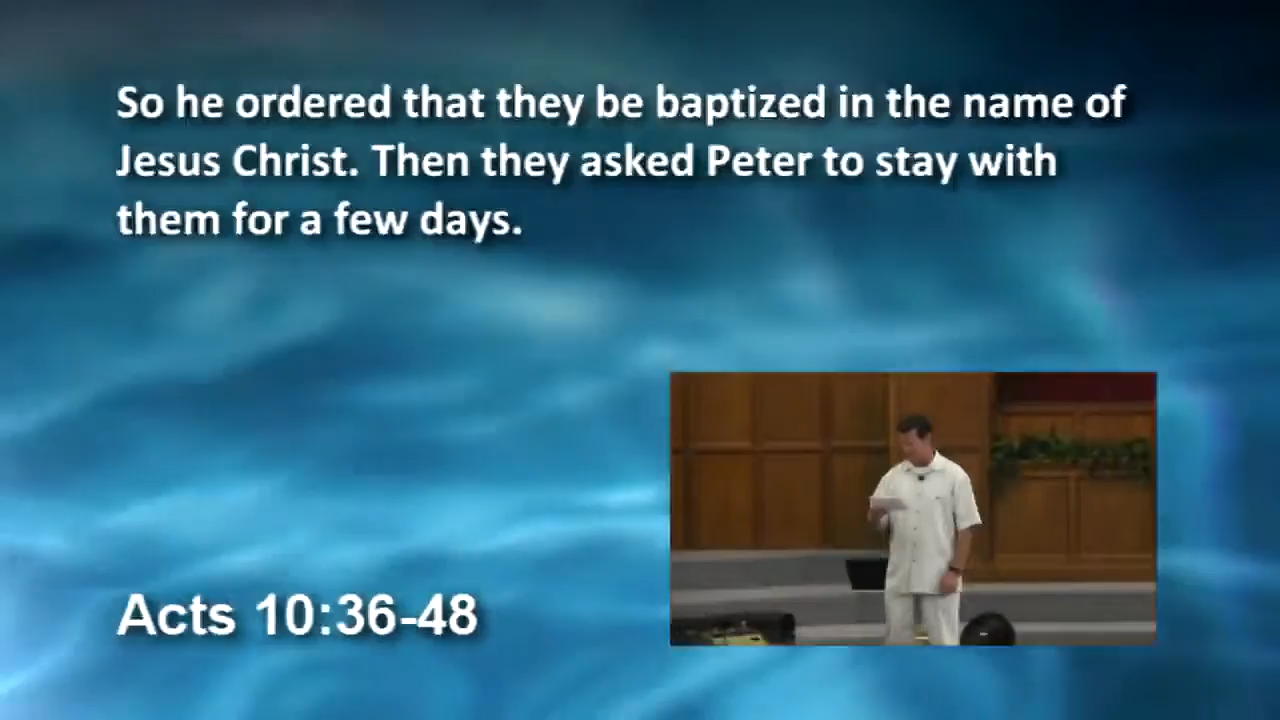 So he ordered that they be baptized in the name of
Jesus Christ. Then they asked Peter to stay with
them for a few days.
Acts 10:36-48